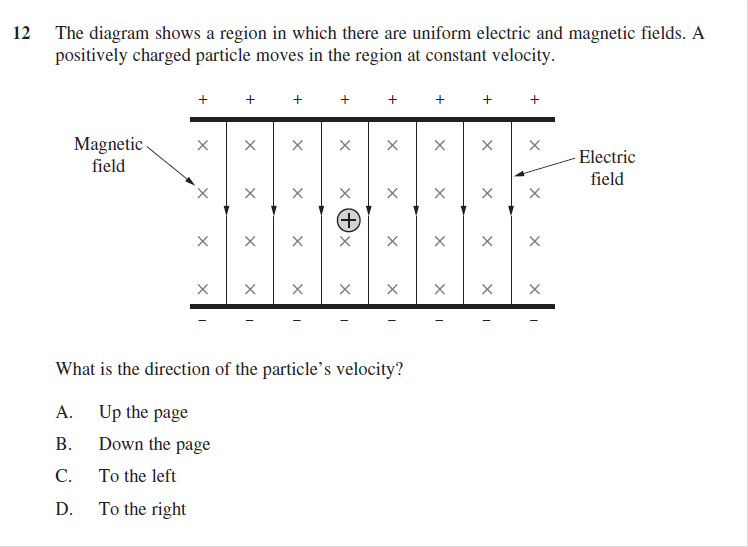 12 The diagram shows a region in which there are uniform electric and magnetic fields. A
positively charged particle moves in the region at constant velocity.
+ + + + + + + +
Magnetic
field
Electric
field
+
– – – – – – – –
What is the direction of the particle's velocity?
A. Up the page
B. Down the page
C. To the left
D. To the right